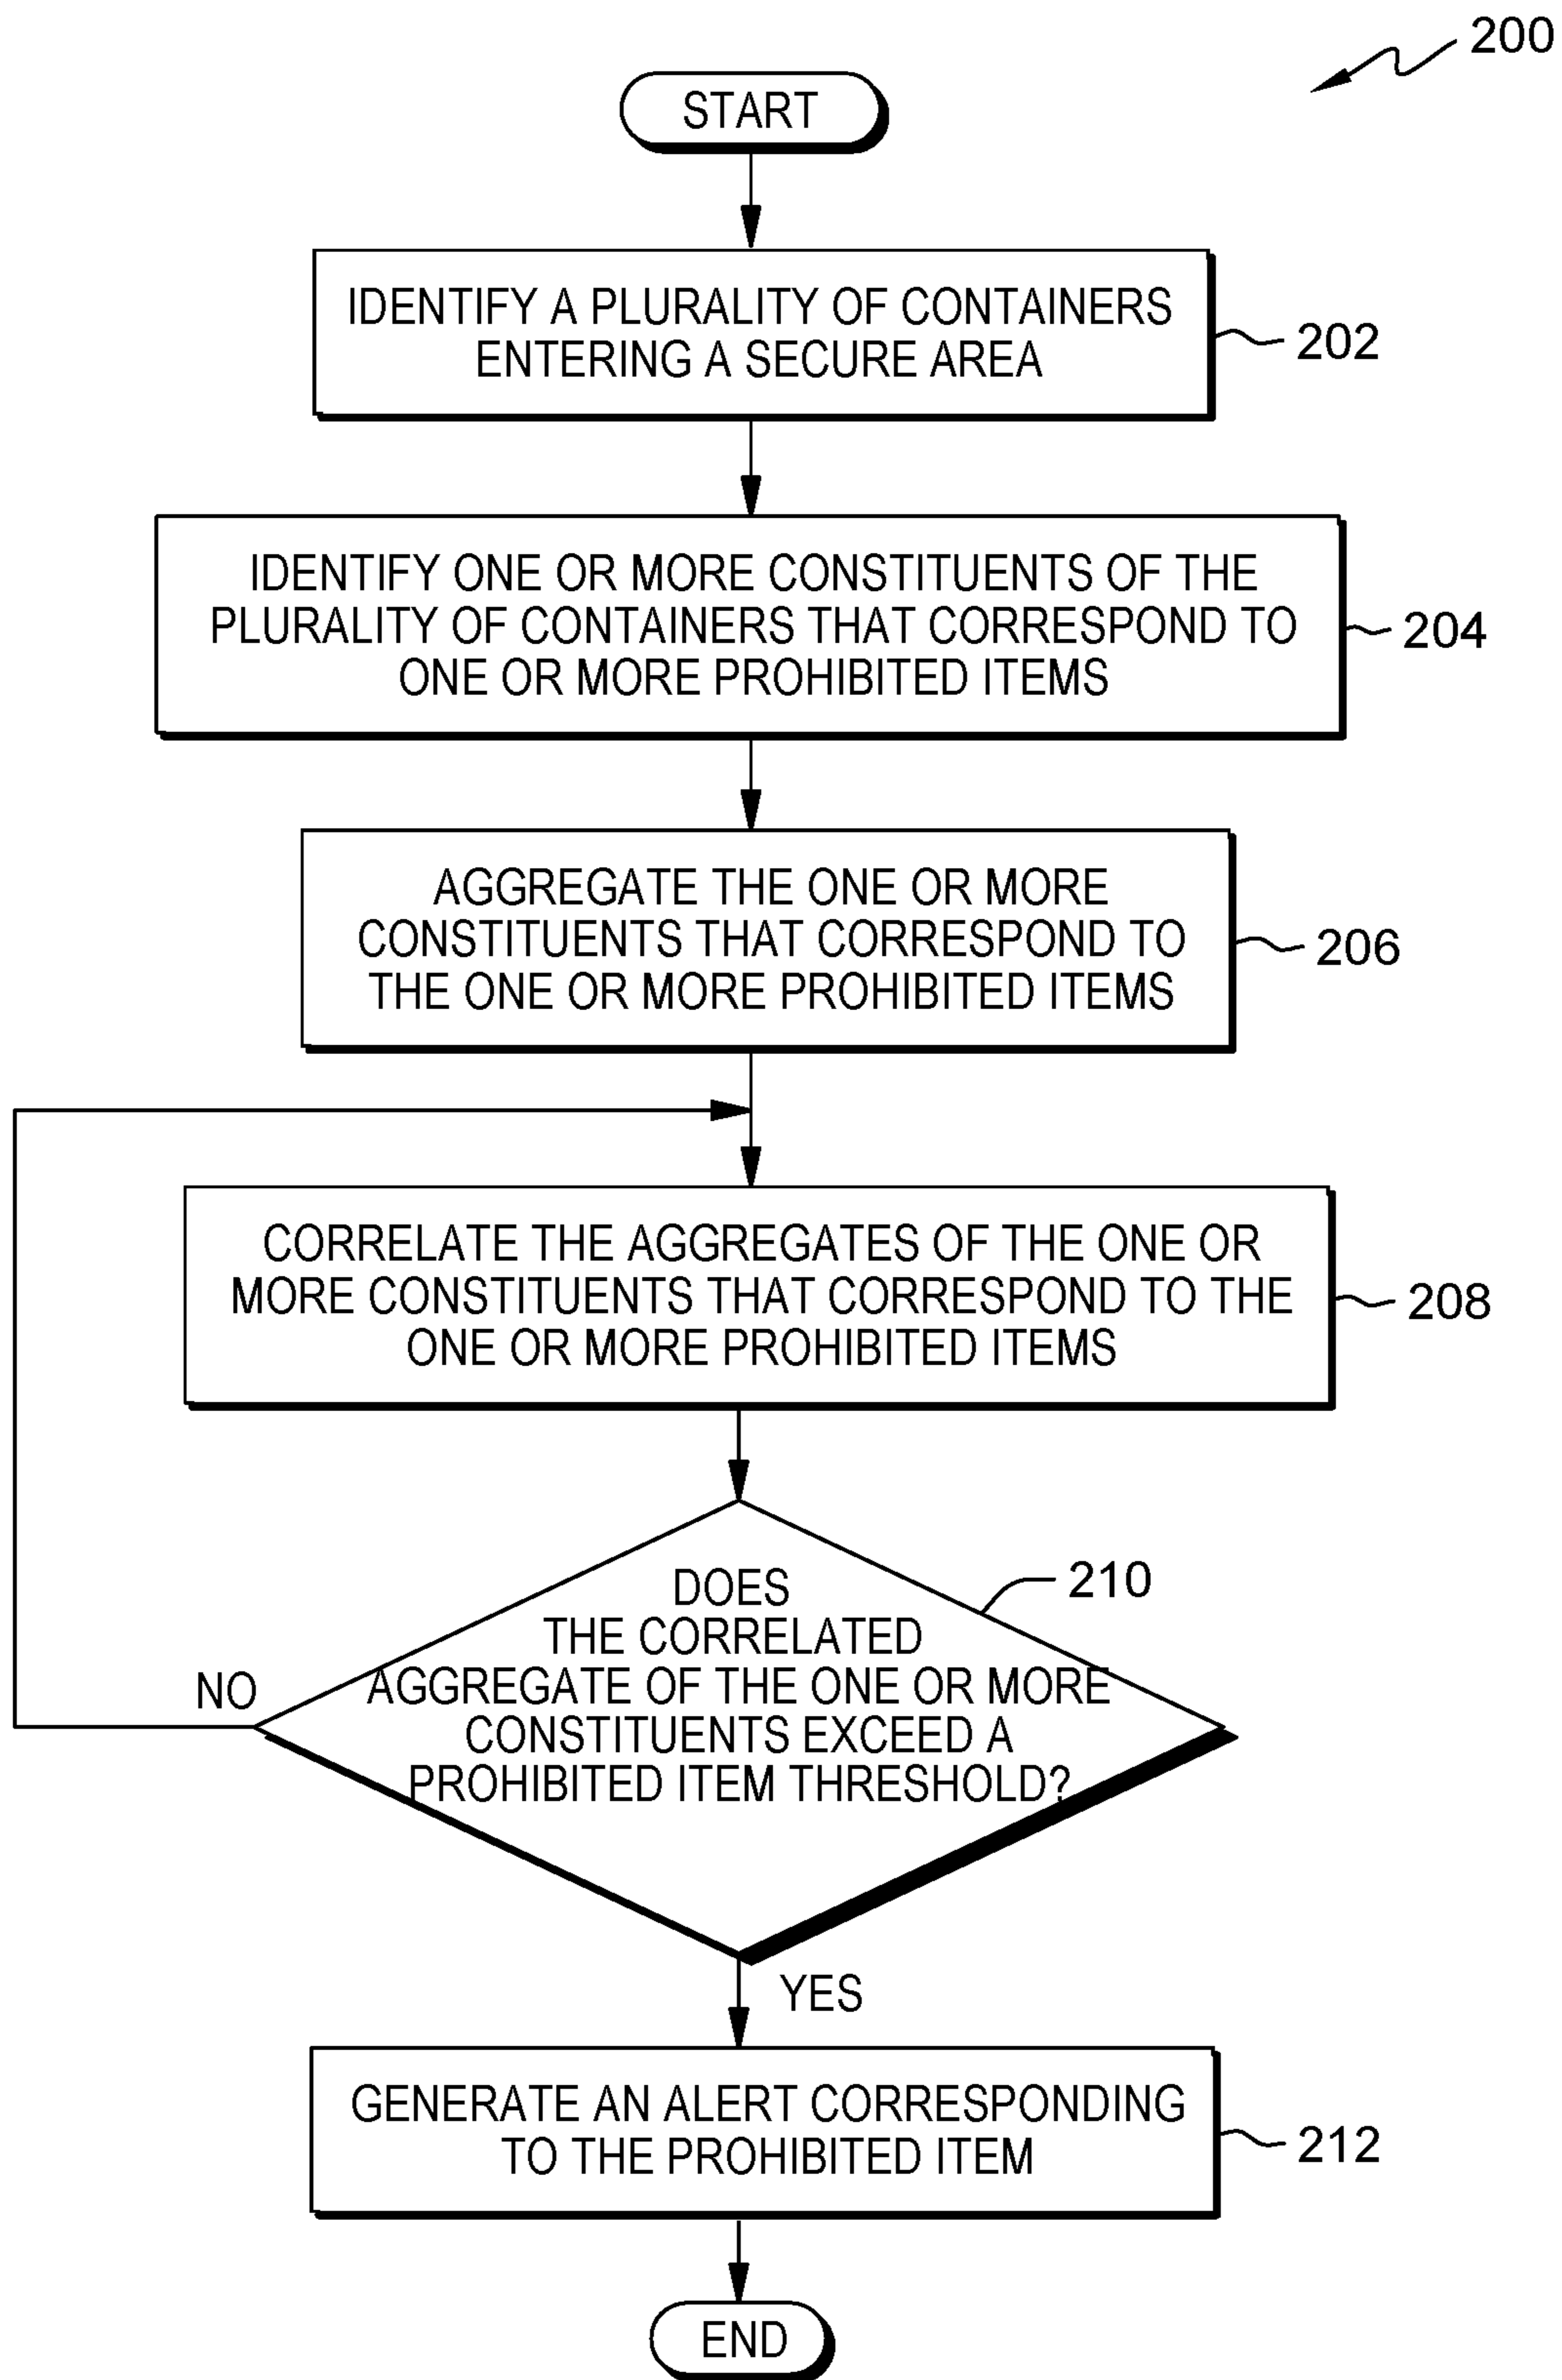 200
START
IDENTIFY A PLURALITY OF CONTAINERS
ENTERING A SECURE AREA
202
IDENTIFY ONE OR MORE CONSTITUENTS OF THE
PLURALITY OF CONTAINERS THAT CORRESPOND TO
ONE OR MORE PROHIBITED ITEMS
204
AGGREGATE THE ONE OR MORE
CONSTITUENTS THAT CORRESPOND TO
THE ONE OR MORE PROHIBITED ITEMS
206
CORRELATE THE AGGREGATES OF THE ONE OR
MORE CONSTITUENTS THAT CORRESPOND TO THE
ONE OR MORE PROHIBITED ITEMS
208
DOES
THE CORRELATED
AGGREGATE OF THE ONE OR MORE
CONSTITUENTS EXCEED A
PROHIBITED ITEM THRESHOLD?
210
NO
YES
GENERATE AN ALERT CORRESPONDING
TO THE PROHIBITED ITEM
212
END